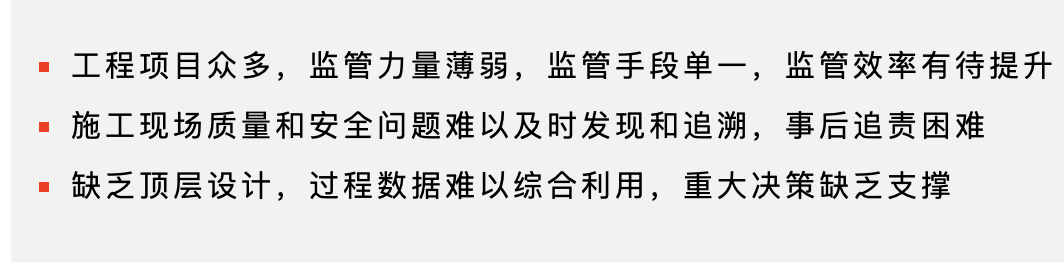 工程项目众多，监管力量薄弱，监管手段单一，监管效率有待提升
施工现场质量和安全问题难以及时发现和追溯，事后追责困难
缺乏顶层设计，过程数据难以综合利用，重大决策缺乏支撑